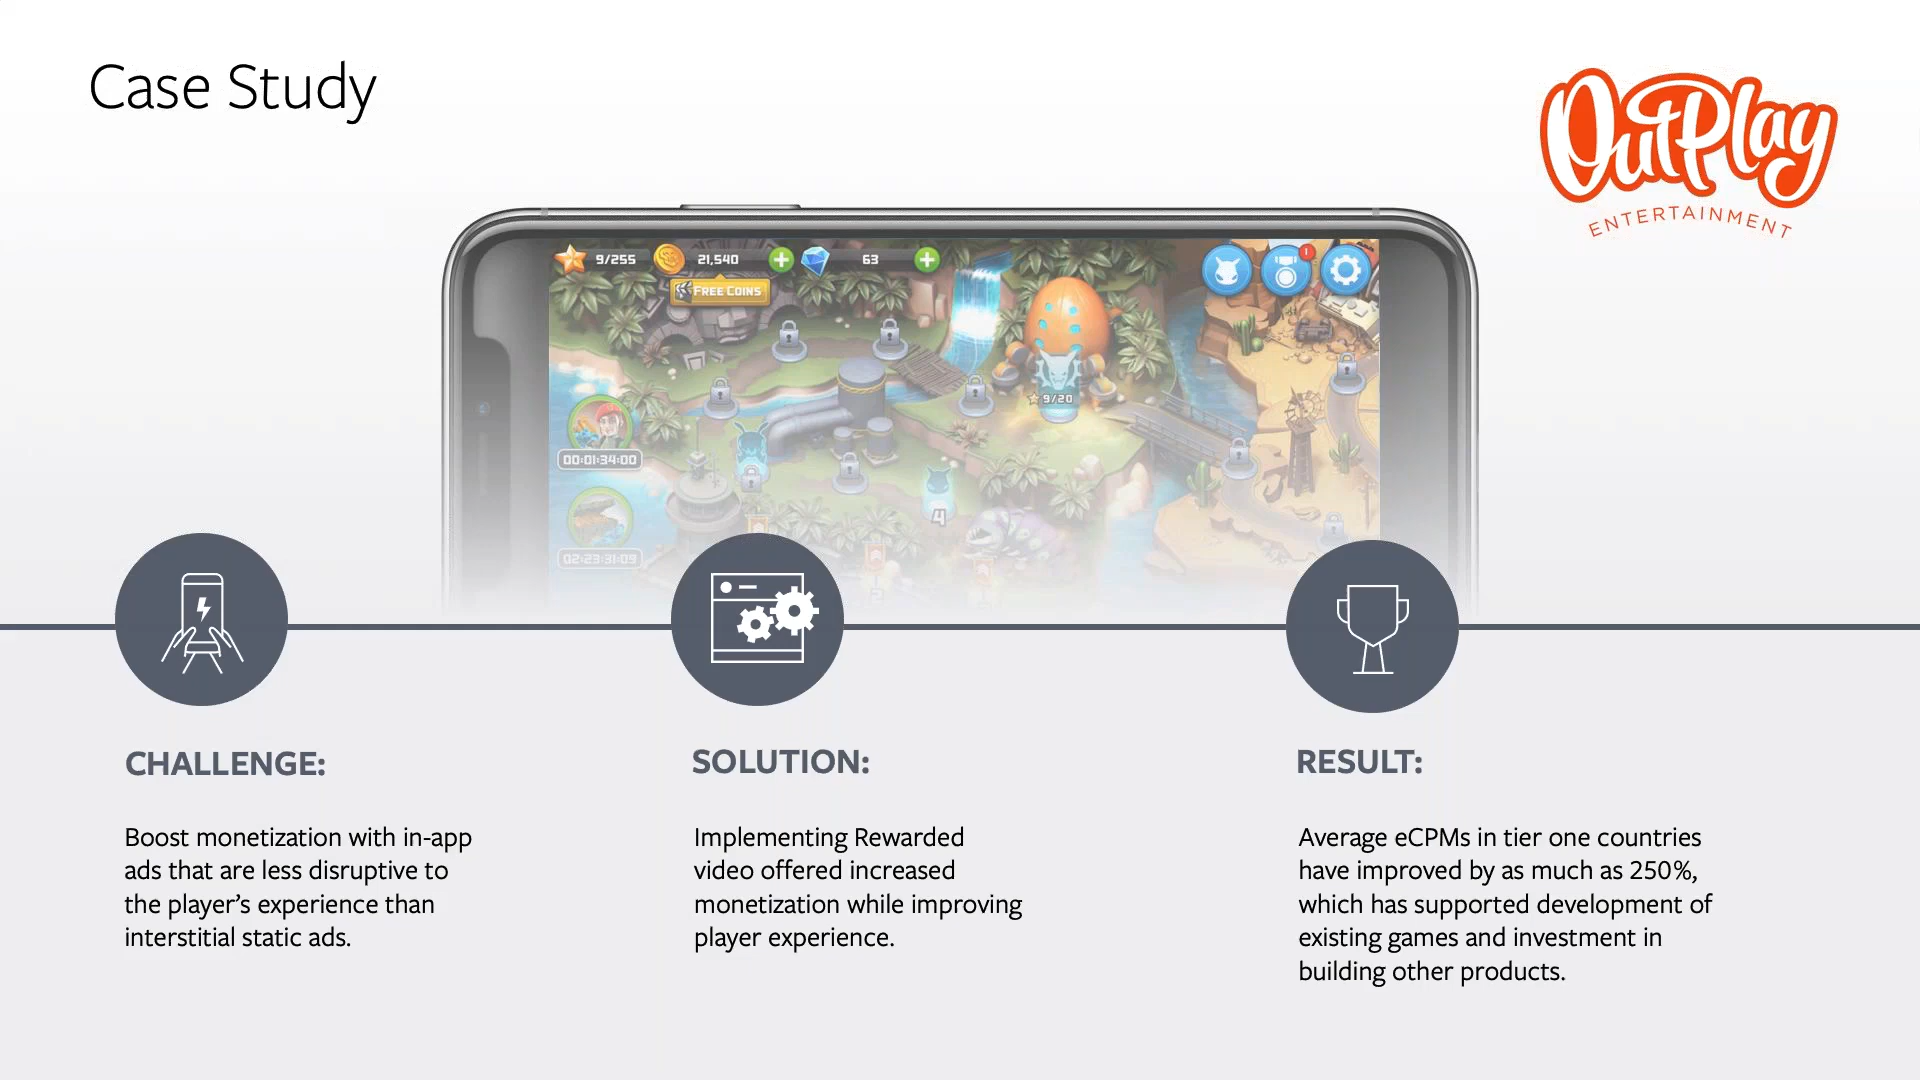 Case Study
OutPlay
ENTERTAINMENT
9/255
21,540
63
1
FREE COINS
9/20
00:01:34:00
4
02:23:31:09
2
CHALLENGE:
Boost monetization with in-app
ads that are less disruptive to
the player’s experience than
interstitial static ads.
SOLUTION:
Implementing Rewarded
video offered increased
monetization while improving
player experience.
RESULT:
Average eCPMs in tier one countries
have improved by as much as 250%,
which has supported development of
existing games and investment in
building other products.